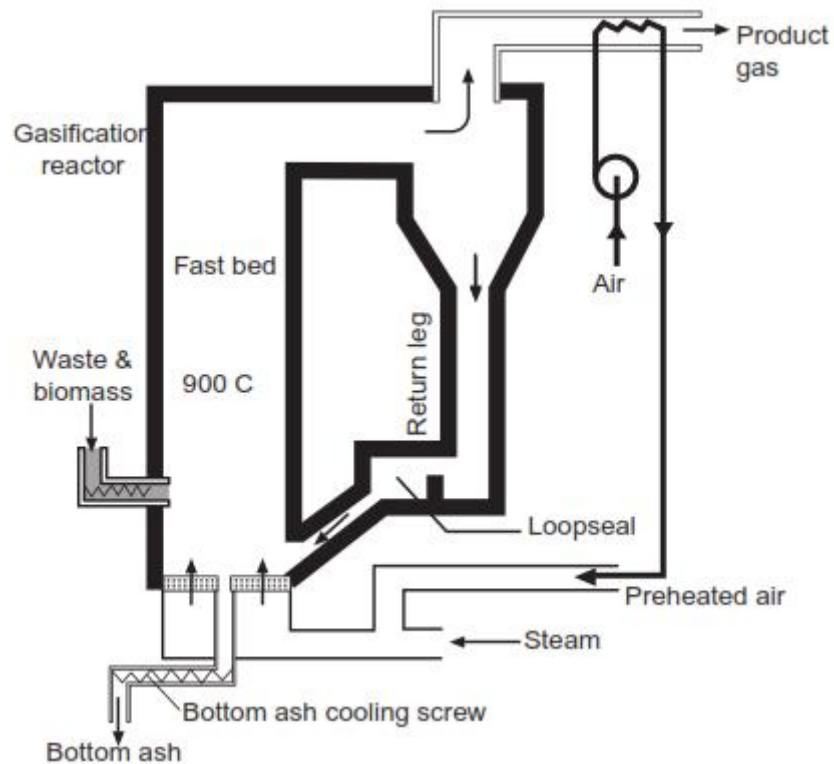 Product
gas
Gasification
reactor
Fast bed
Air
Return leg
Waste &
biomass
900 C
Loopseal
Preheated air
Steam
Bottom ash cooling screw
Bottom ash